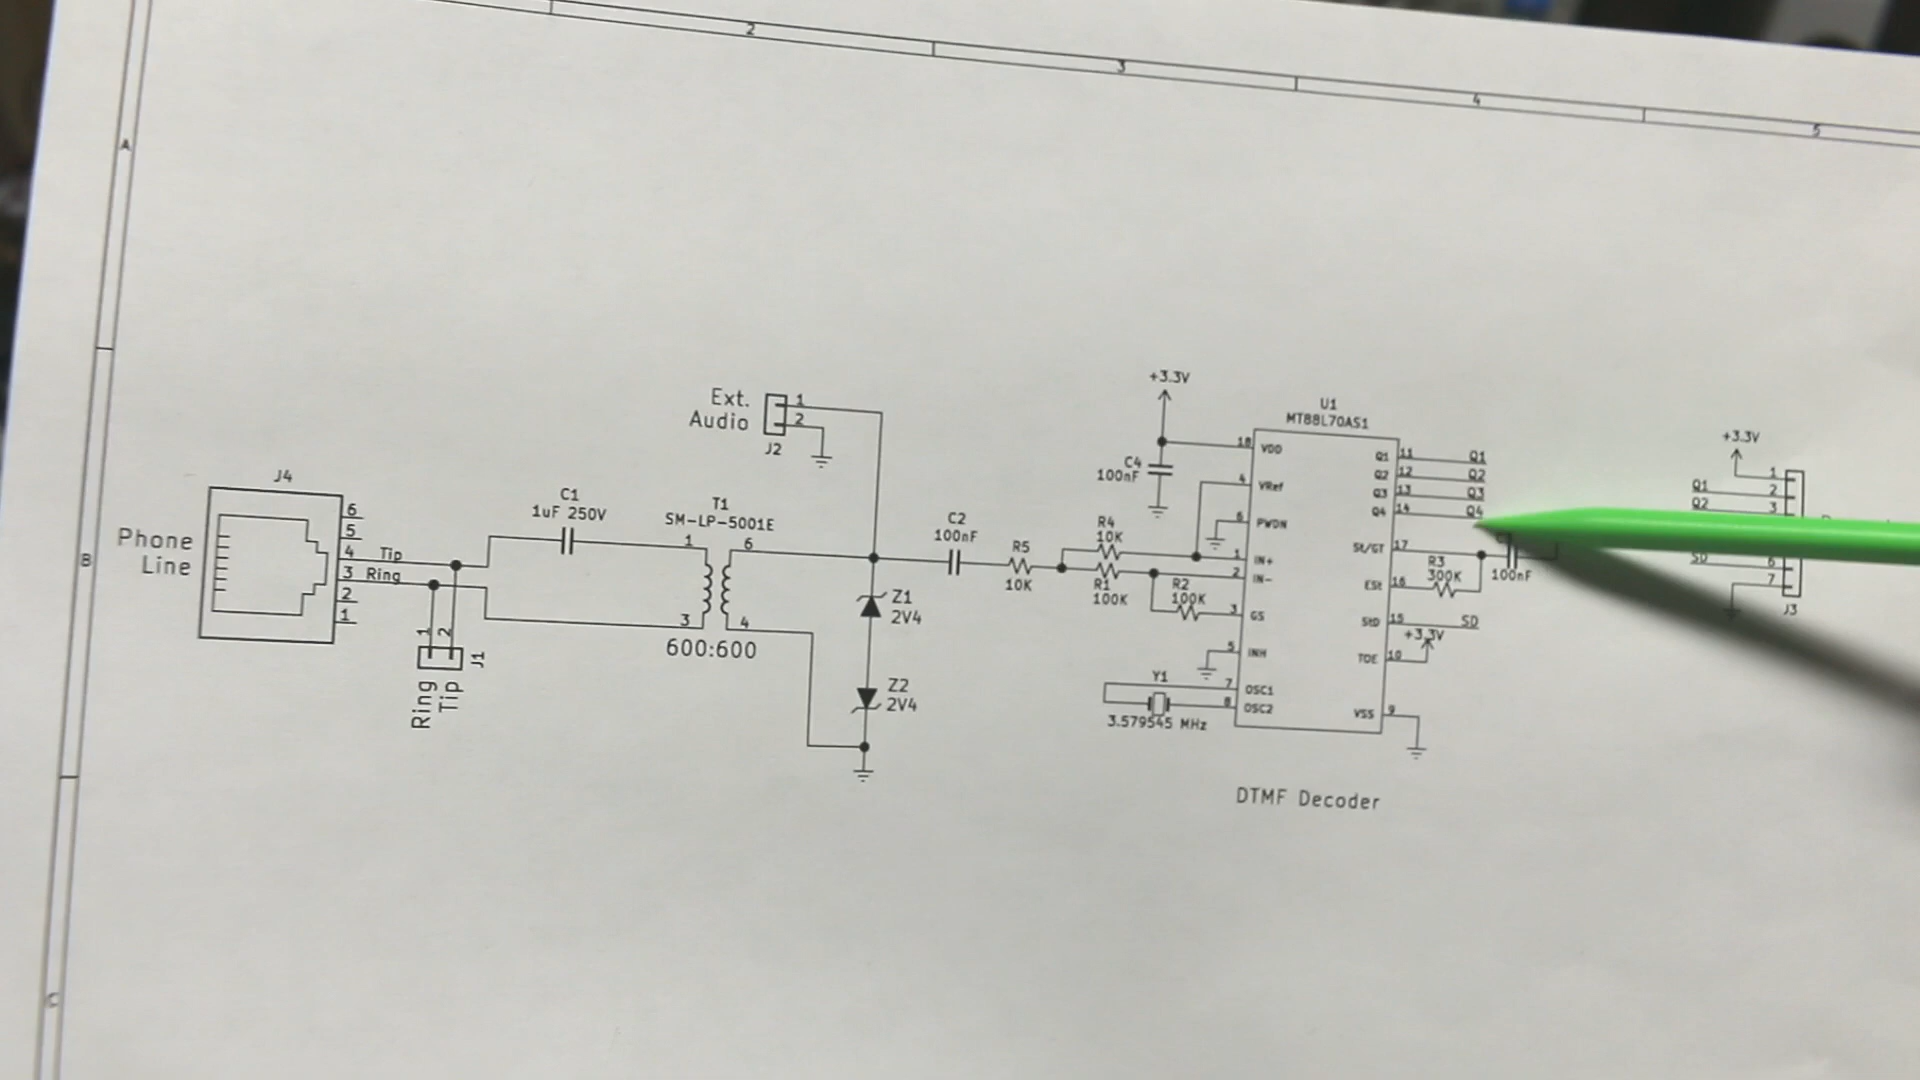 2
3
4
5
A
B
C
J4
Phone
Line
6
5
4
3
2
1
Tip
Ring
1
2
J1
Ring
Tip
C1
1uF 250V
T1
SM-LP-5001E
1
6
3
4
600:600
Ext.
Audio
1
2
J2
Z1
2V4
Z2
2V4
C2
100nF
R5
10K
R4
10K
R1
100K
R2
100K
+3.3V
C4
100nF
U1
MT88L70AS1
18
VDD
4
VRef
6
PWDN
1
IN+
2
IN-
3
GS
5
INH
7
OSC1
8
OSC2
Y1
3.579545 MHz
Q1
11
Q1
Q2
12
Q2
Q3
13
Q3
Q4
14
Q4
St/GT
17
R3
300K
100nF
ESt
16
StD
15
SD
+3.3V
TOE
10
VSS
9
DTMF Decoder
+3.3V
1
Q1
2
Q2
3
SD
6
7
J3